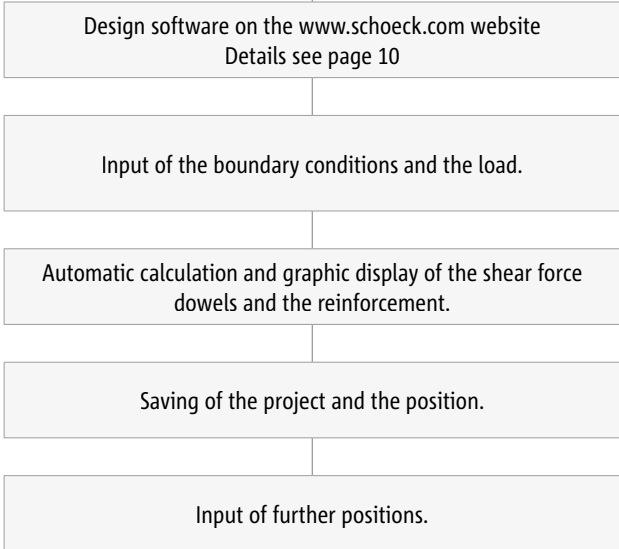 Design software on the www.schoeck.com website
Details see page 10
Input of the boundary conditions and the load.
Automatic calculation and graphic display of the shear force
dowels and the reinforcement.
Saving of the project and the position.
Input of further positions.